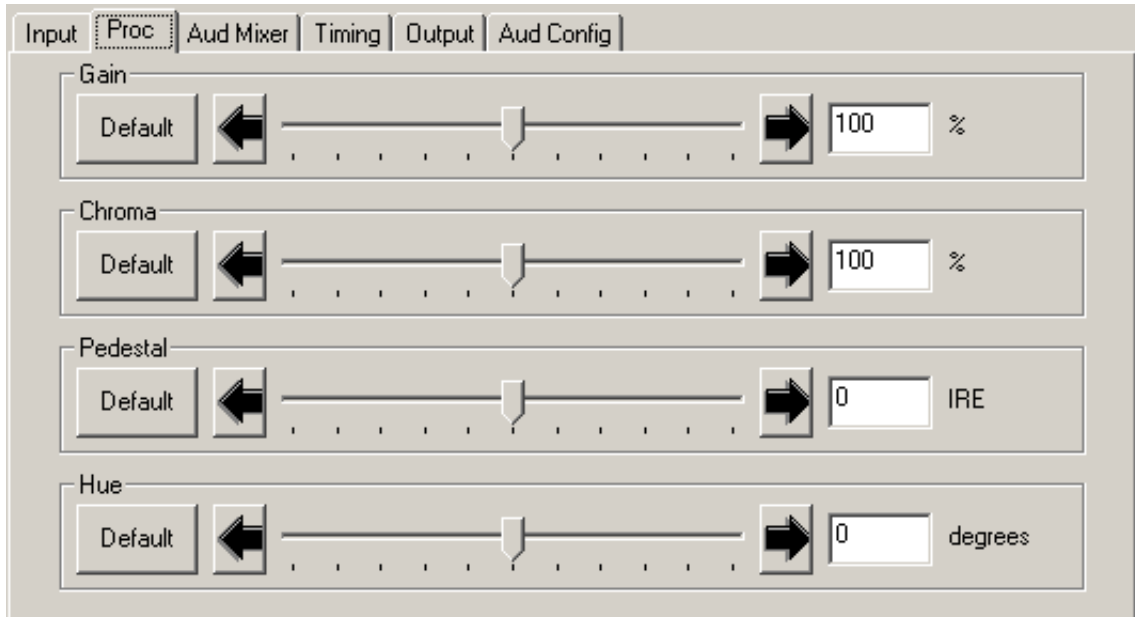 Input Proc Aud Mixer Timing Output Aud Config
Gain
Default 100 %
Chroma
Default 100 %
Pedestal
Default 0 IRE
Hue
Default 0 degrees